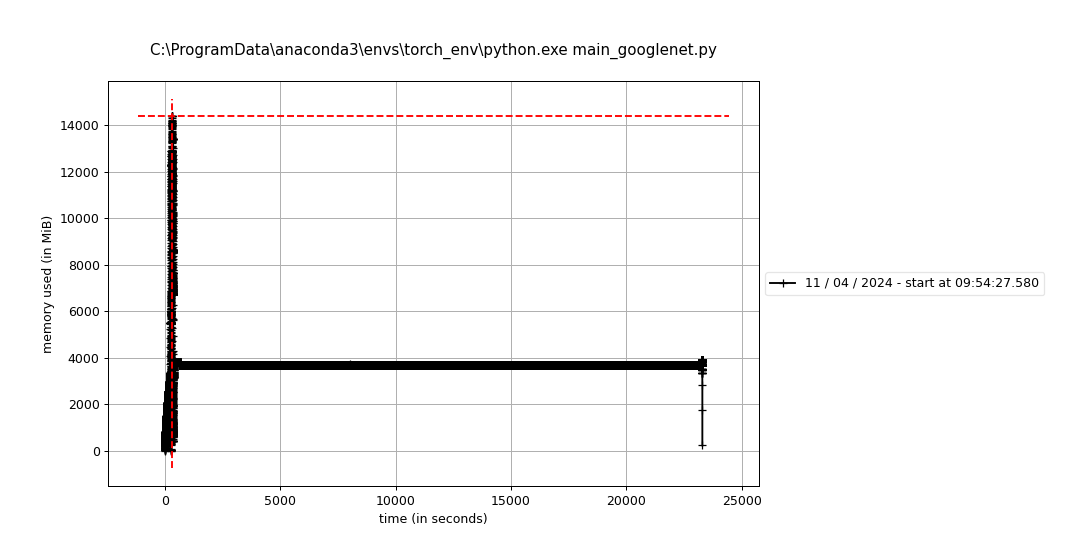 C:\ProgramData\anaconda3\envs\torch_env\python.exe main_googlenet.py
memory used (in MiB)
14000
12000
10000
8000
6000
4000
2000
0
0 5000 10000 15000 20000 25000
time (in seconds)
11 / 04 / 2024 - start at 09:54:27.580